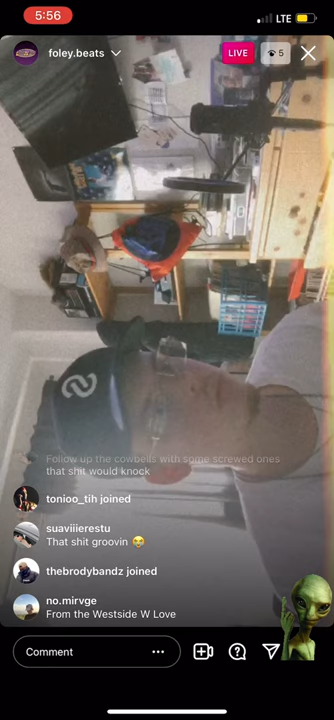 5:56
LTE
foley.beats
LIVE
5
Follow up the cowbells with some screwed ones
that shit would knock
tonioo_tih joined
suaviiierestu
That shit groovin 😭
thebrodybandz joined
no.mirvge
From the Westside W Love
Comment